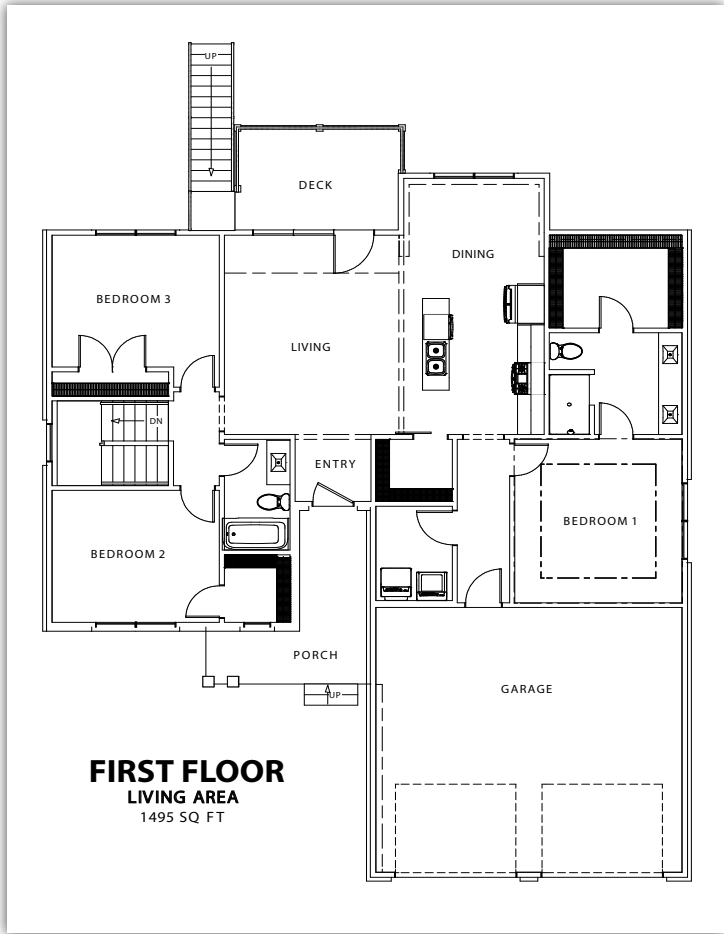 UP
DECK
DINING
BEDROOM 3
LIVING
DN
ENTRY
BEDROOM 1
BEDROOM 2
PORCH
GARAGE
UP
FIRST FLOOR
LIVING AREA
1495 SQ FT